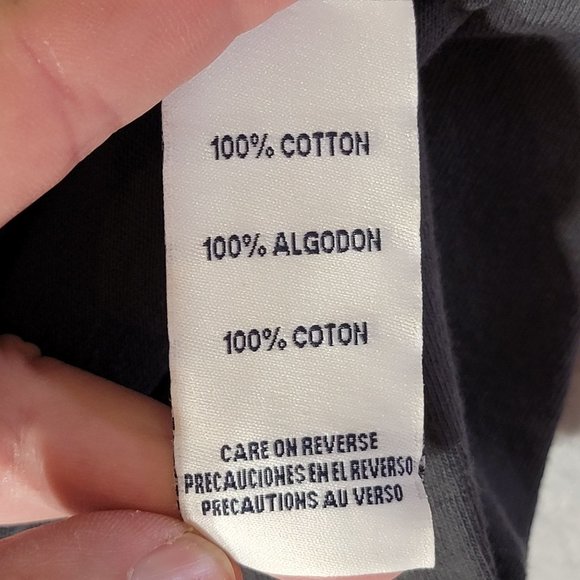 100% COTTON
100% ALGODON
100% COTON
CARE ON REVERSE
PRECAUCIONES EN EL REVERSO
PRECAUTIONS AU VERSO